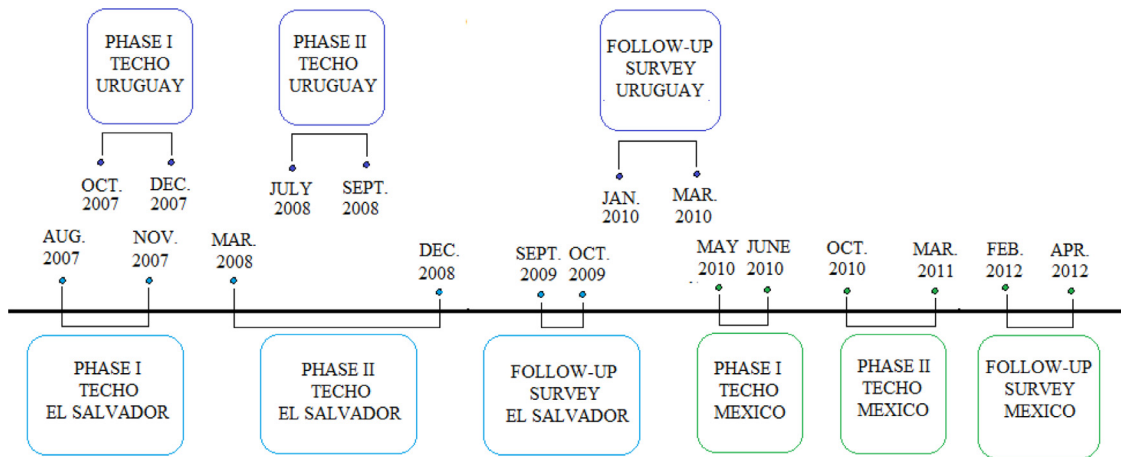 PHASE I
TECHO
URUGUAY
PHASE II
TECHO
URUGUAY
FOLLOW-UP
SURVEY
URUGUAY
OCT.
2007
DEC.
2007
JULY
2008
SEPT.
2008
JAN.
2010
MAR.
2010
AUG.
2007
NOV.
2007
MAR.
2008
DEC.
2008
SEPT.
2009
OCT.
2009
MAY
2010
JUNE
2010
OCT.
2010
MAR.
2011
FEB.
2012
APR.
2012
PHASE I
TECHO
EL SALVADOR
PHASE II
TECHO
EL SALVADOR
FOLLOW-UP
SURVEY
EL SALVADOR
PHASE I
TECHO
MEXICO
PHASE II
TECHO
MEXICO
FOLLOW-UP
SURVEY
MEXICO